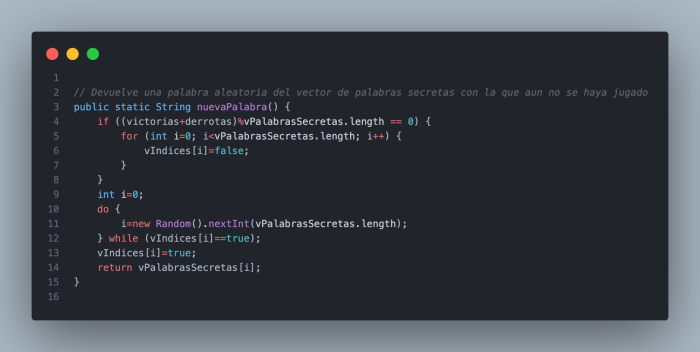 1
2 // Devuelve una palabra aleatoria del vector de palabras secretas con la que aun no se haya jugado
3 public static String nuevaPalabra() {
4     if ((victorias+derrotas)%vPalabrasSecretas.length == 0) {
5         for (int i=0; i<vPalabrasSecretas.length; i++) {
6             vIndices[i]=false;
7         }
8     }
9     int i=0;
10     do {
11         i=new Random().nextInt(vPalabrasSecretas.length);
12     } while (vIndices[i]==true);
13     vIndices[i]=true;
14     return vPalabrasSecretas[i];
15 }
16